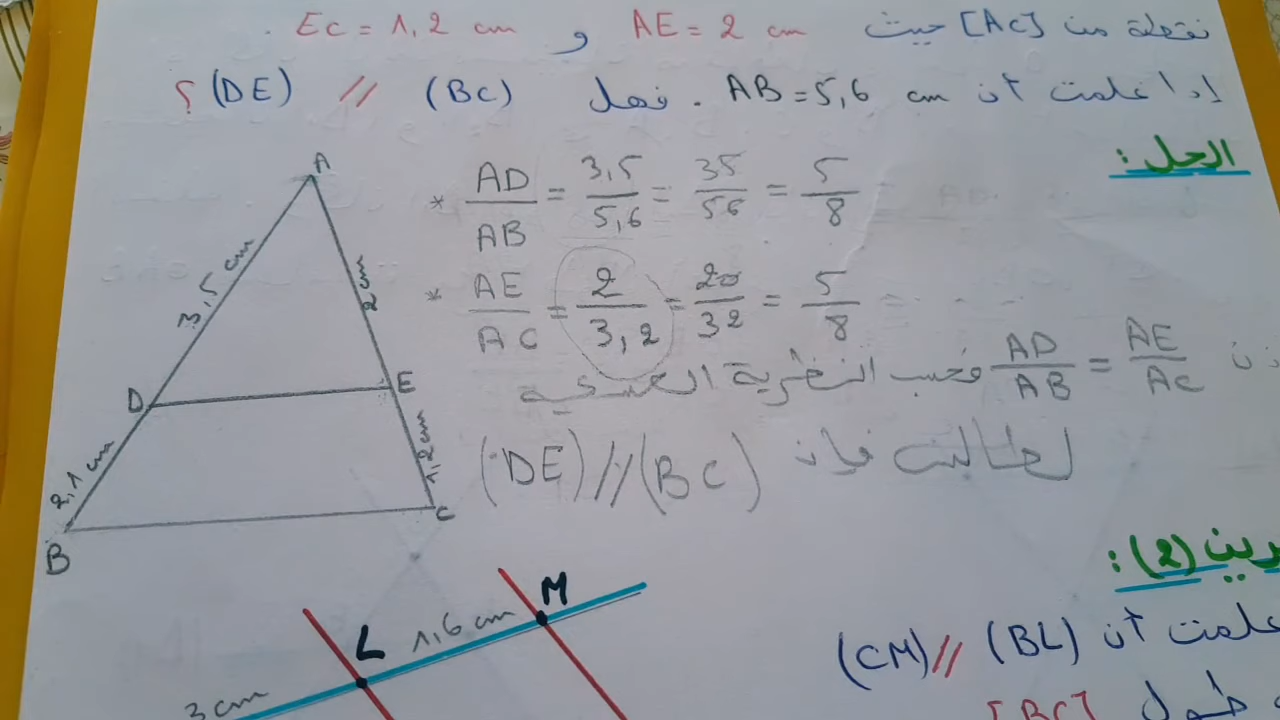 نقطة من [AC] حيث AE = 2 cm و EC = 1,2 cm .
إذا علمت أن AB = 5,6 cm . فهل (BC) // (DE) ؟
الحل :
A
* AD/AB = 3,5/5,6 = 35/56 = 5/8
3,5 cm
2 cm
* AE/AC = 2/3,2 = 20/32 = 5/8
AD/AB = AE/AC فحسب النظرية العكسية
D
E
لطالس فإن (DE) // (BC)
2,1 cm
1,2 cm
B
C
(2) :
M
علمت أن (BL) // (CM)
L
1,6 cm
3 cm
طول [BC]